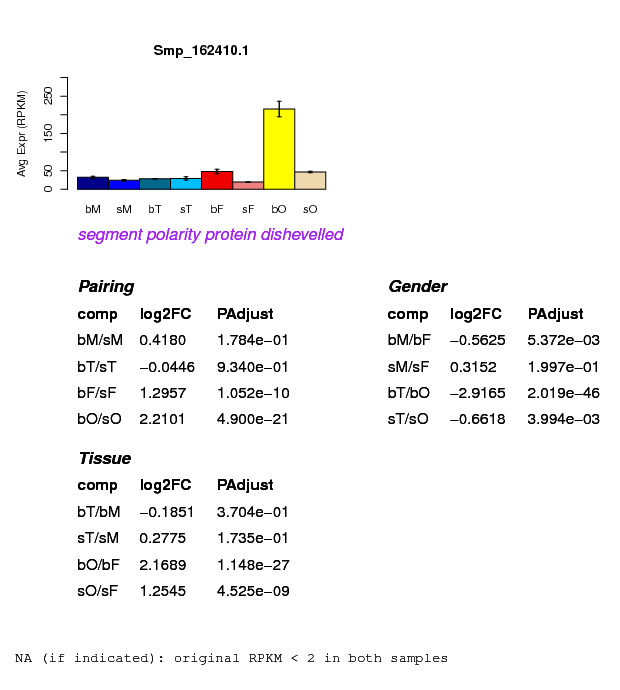 Smp_162410.1
Avg Expr (RPKM)
250
150
50
0
bM sM bT sT bF sF bO sO
segment polarity protein dishevelled
Pairing
comp log2FC PAdjust
bM/sM 0.4180 1.784e−01
bT/sT −0.0446 9.340e−01
bF/sF 1.2957 1.052e−10
bO/sO 2.2101 4.900e−21
Gender
comp log2FC PAdjust
bM/bF −0.5625 5.372e−03
sM/sF 0.3152 1.997e−01
bT/bO −2.9165 2.019e−46
sT/sO −0.6618 3.994e−03
Tissue
comp log2FC PAdjust
bT/bM −0.1851 3.704e−01
sT/sM 0.2775 1.735e−01
bO/bF 2.1689 1.148e−27
sO/sF 1.2545 4.525e−09
NA (if indicated): original RPKM < 2 in both samples